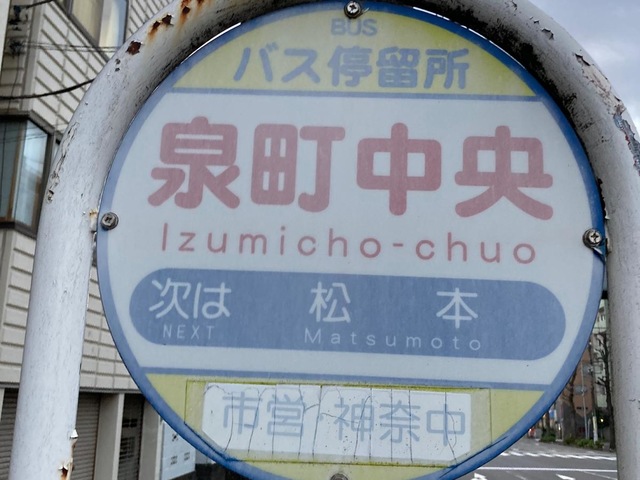 BUS
バス停留所
泉町中央
Izumicho-chuo
次は 松本
NEXT Matsumoto
市営 神奈中